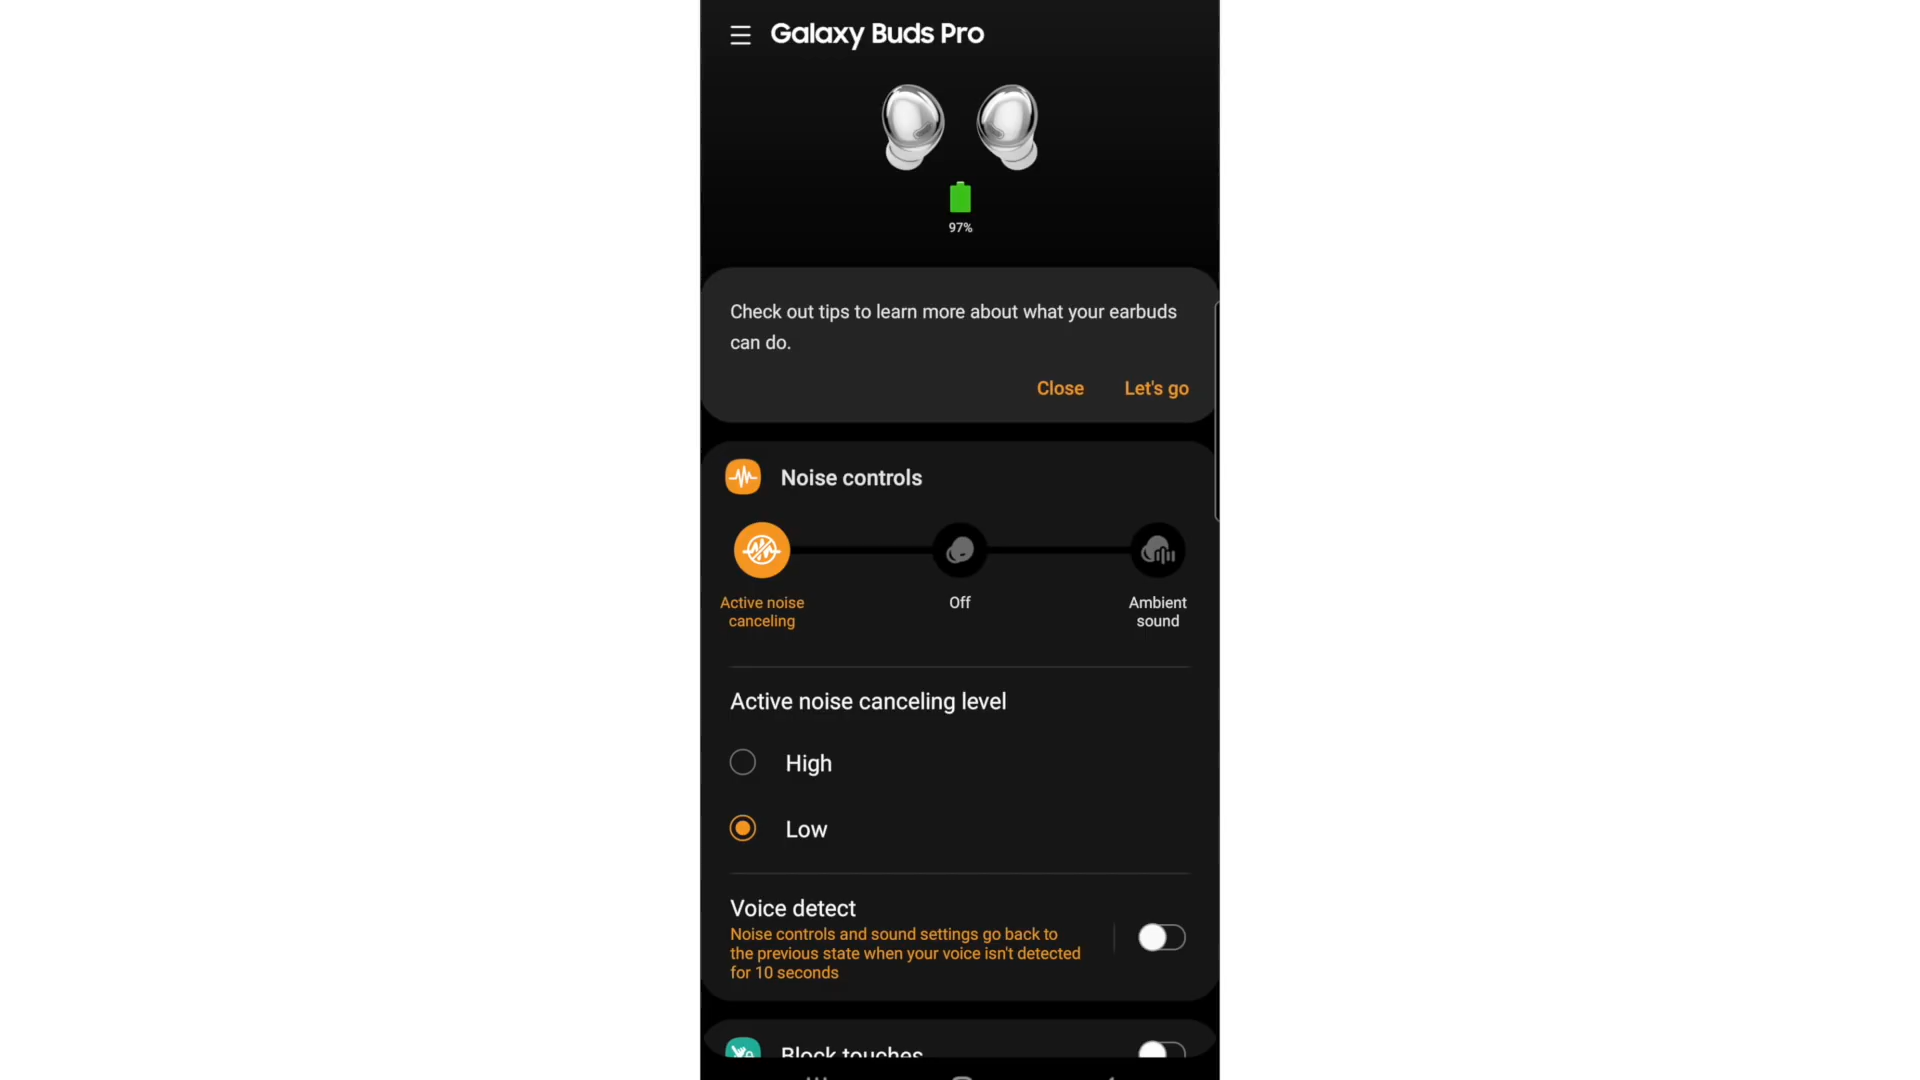 Galaxy Buds Pro
97%
Check out tips to learn more about what your earbuds
can do.
Close
Let's go
Noise controls
Active noise
canceling
Off
Ambient
sound
Active noise canceling level
High
Low
Voice detect
Noise controls and sound settings go back to
the previous state when your voice isn't detected
for 10 seconds
Block touches